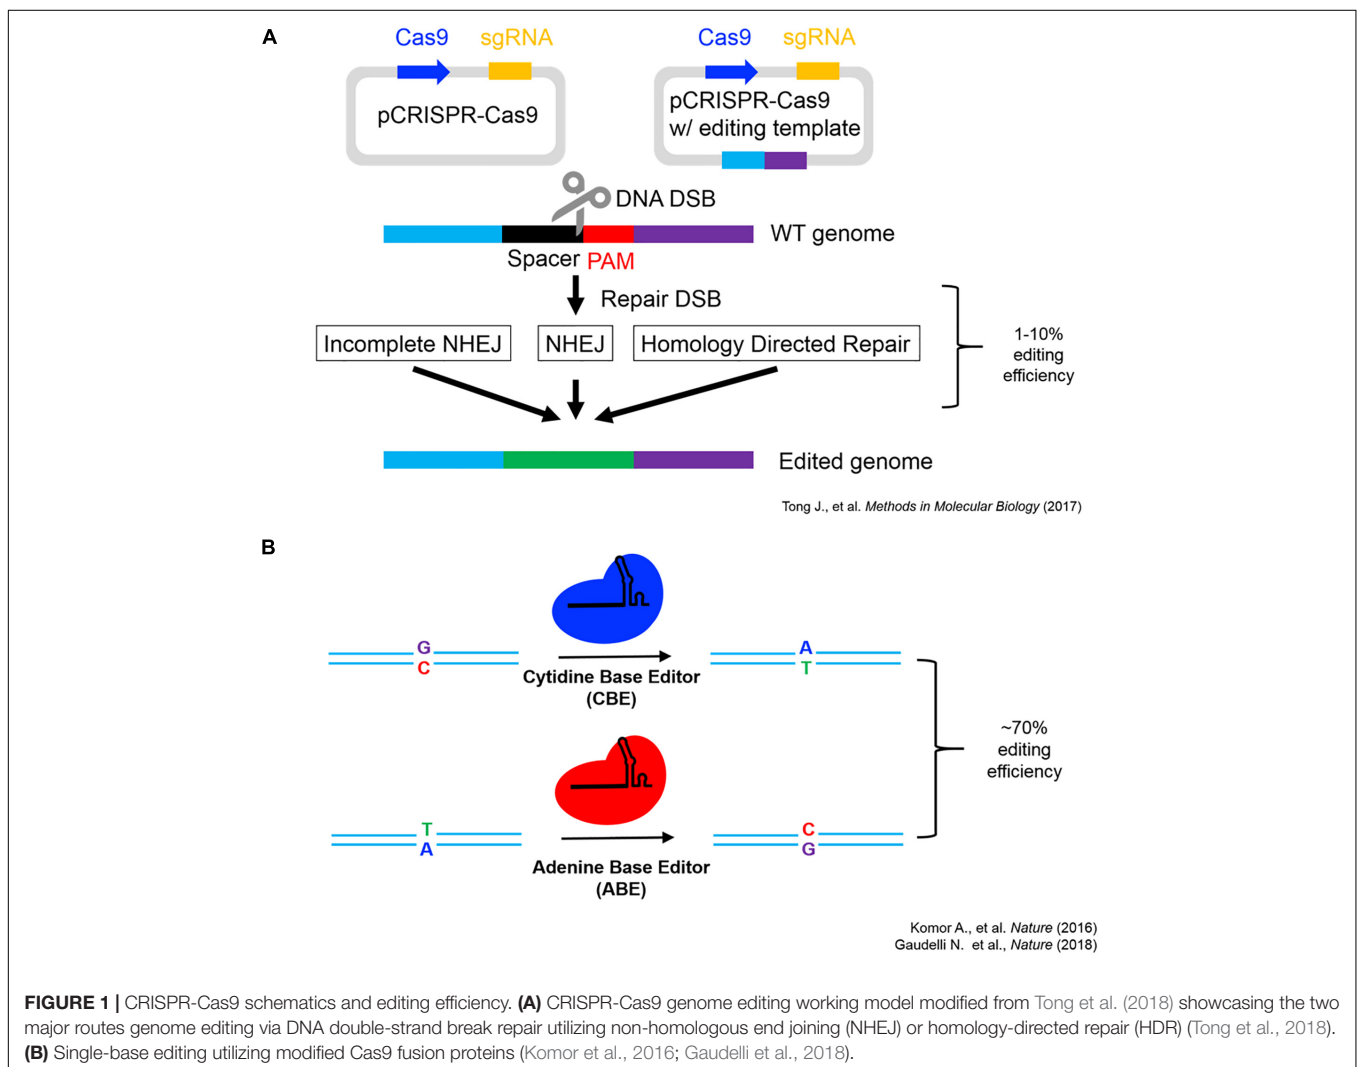 A
Cas9 sgRNA
pCRISPR-Cas9
Cas9 sgRNA
pCRISPR-Cas9
w/ editing template
DNA DSB
WT genome
Spacer PAM
Repair DSB
Incomplete NHEJ
NHEJ
Homology Directed Repair
1-10%
editing
efficiency
Edited genome
Tong J., et al. Methods in Molecular Biology (2017)
B
G
C
Cytidine Base Editor
(CBE)
A
T
T
A
Adenine Base Editor
(ABE)
C
G
~70%
editing
efficiency
Komor A., et al. Nature (2016)
Gaudelli N. et al., Nature (2018)
FIGURE 1 | CRISPR-Cas9 schematics and editing efficiency. (A) CRISPR-Cas9 genome editing working model modified from Tong et al. (2018) showcasing the two
major routes genome editing via DNA double-strand break repair utilizing non-homologous end joining (NHEJ) or homology-directed repair (HDR) (Tong et al., 2018).
(B) Single-base editing utilizing modified Cas9 fusion proteins (Komor et al., 2016; Gaudelli et al., 2018).